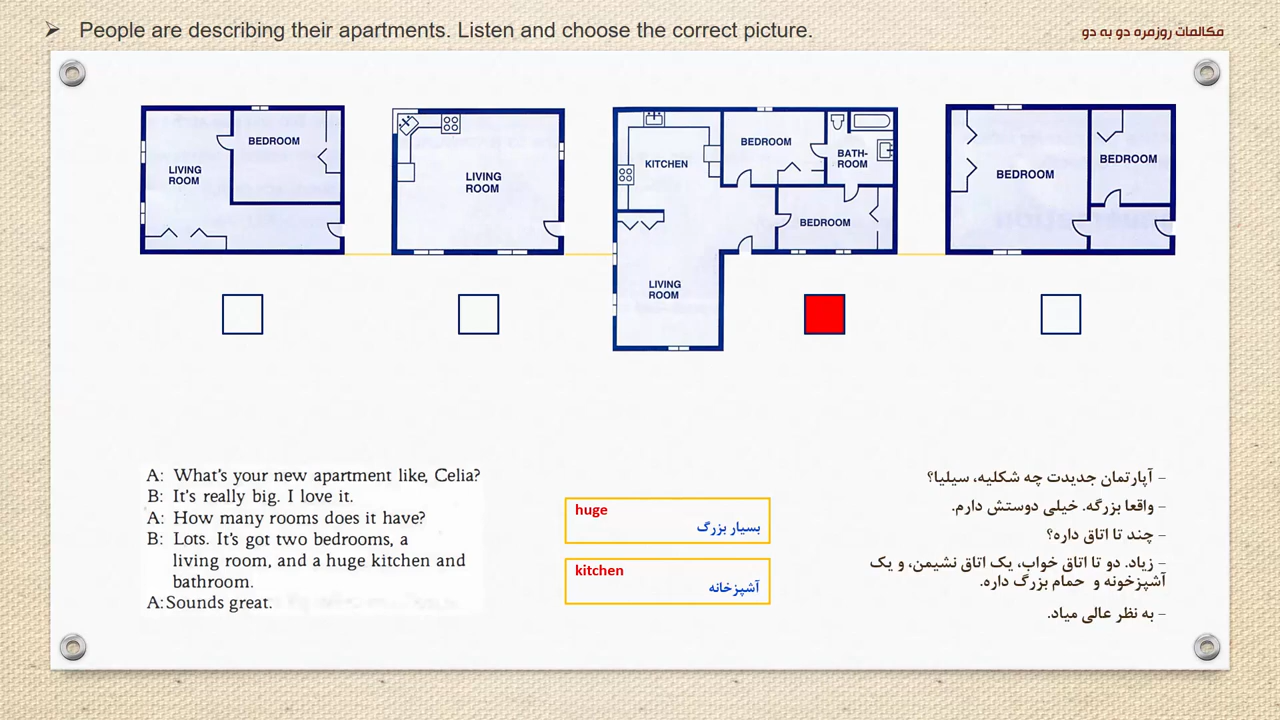 ➢ People are describing their apartments. Listen and choose the correct picture.
مکالمات روزمره دو به دو
LIVING
ROOM
BEDROOM
LIVING
ROOM
KITCHEN
BEDROOM
BATH-
ROOM
BEDROOM
LIVING
ROOM
BEDROOM
BEDROOM
A: What's your new apartment like, Celia?
B: It's really big. I love it.
A: How many rooms does it have?
B: Lots. It's got two bedrooms, a
living room, and a huge kitchen and
bathroom.
A: Sounds great.
huge
بسیار بزرگ
kitchen
آشپزخانه
– آپارتمان جدیدت چه شکلیه، سیلیا؟
– واقعا بزرگه. خیلی دوستش دارم.
– چند تا اتاق داره؟
– زیاد. دو تا اتاق خواب، یک اتاق نشیمن، و یک
آشپزخونه و حمام بزرگ داره.
– به نظر عالی میاد.